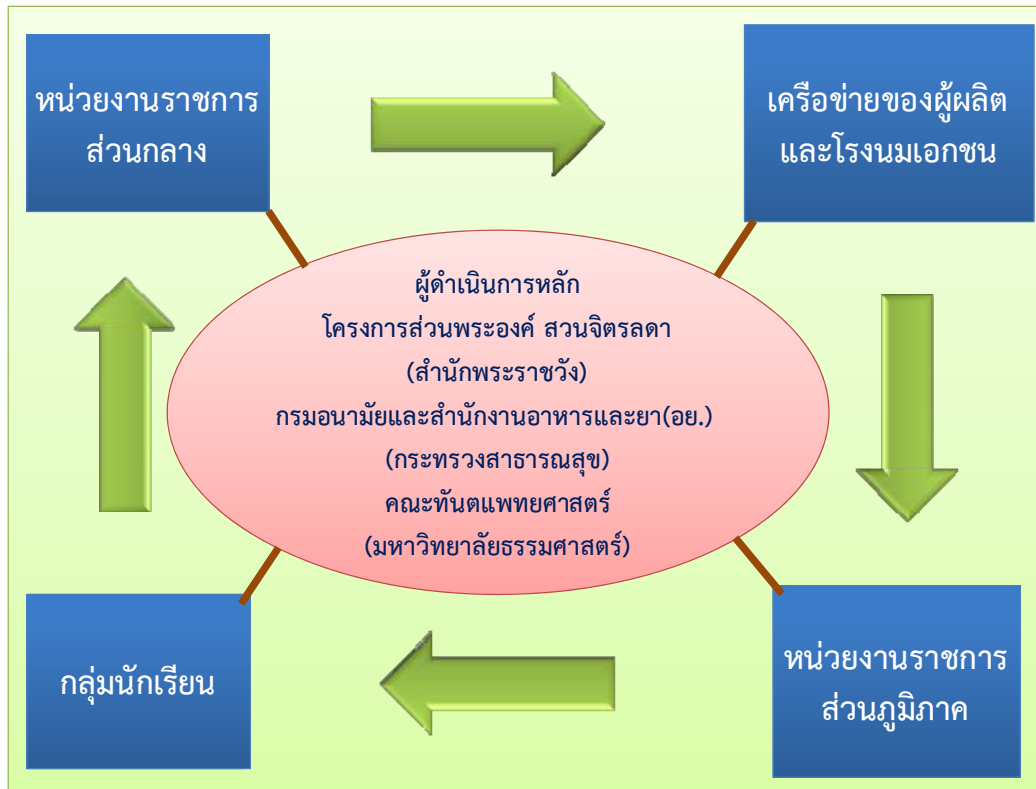 หน่วยงานราชการ
ส่วนกลาง
เครือข่ายของผู้ผลิต
และโรงนมเอกชน
ผู้ดำเนินการหลัก
โครงการส่วนพระองค์ สวนจิตรลดา
(สำนักพระราชวัง)
กรมอนามัยและสำนักงานอาหารและยา(อย.)
(กระทรวงสาธารณสุข)
คณะทันตแพทยศาสตร์
(มหาวิทยาลัยธรรมศาสตร์)
กลุ่มนักเรียน
หน่วยงานราชการ
ส่วนภูมิภาค